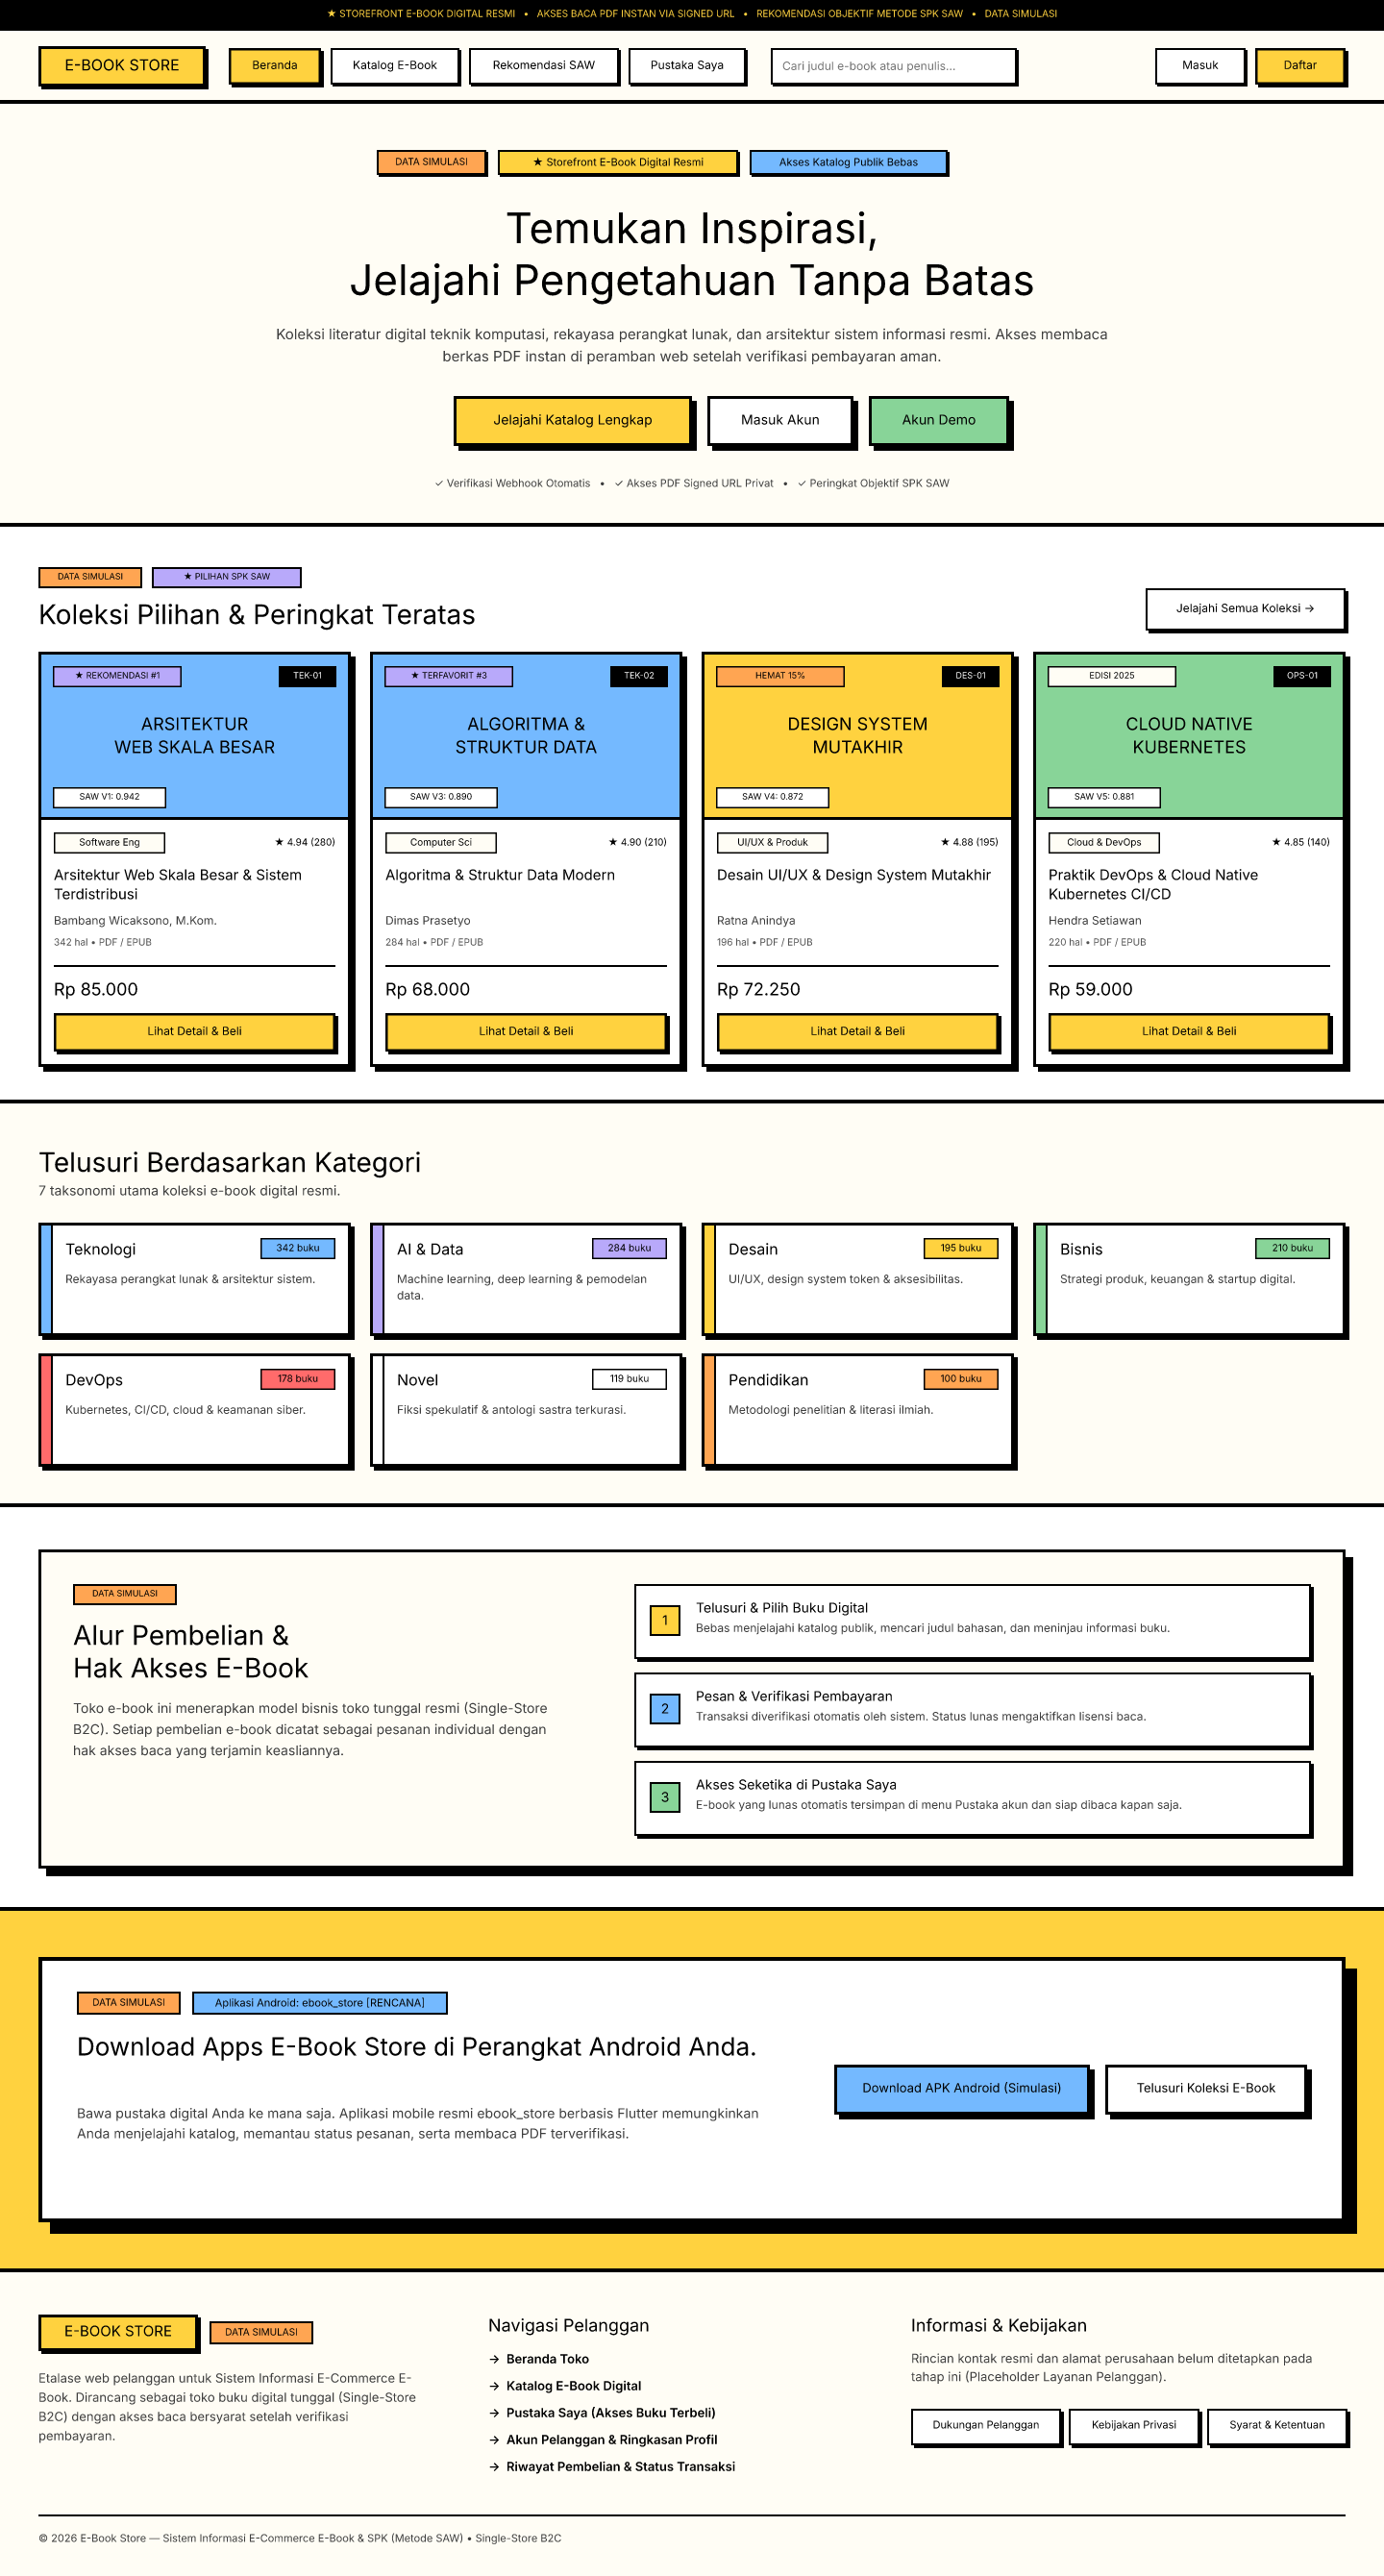 ★ STOREFRONT E-BOOK DIGITAL RESMI • AKSES BACA PDF INSTAN VIA SIGNED URL • REKOMENDASI OBJEKTIF METODE SPK SAW • DATA SIMULASI
E-BOOK STORE
Beranda
Katalog E-Book
Rekomendasi SAW
Pustaka Saya
Cari judul e-book atau penulis...
Masuk
Daftar
DATA SIMULASI
★ Storefront E-Book Digital Resmi
Akses Katalog Publik Bebas
Temukan Inspirasi,
Jelajahi Pengetahuan Tanpa Batas
Koleksi literatur digital teknik komputasi, rekayasa perangkat lunak, dan arsitektur sistem informasi resmi. Akses membaca
berkas PDF instan di peramban web setelah verifikasi pembayaran aman.
Jelajahi Katalog Lengkap
Masuk Akun
Akun Demo
✓ Verifikasi Webhook Otomatis • ✓ Akses PDF Signed URL Privat • ✓ Peringkat Objektif SPK SAW
DATA SIMULASI
★ PILIHAN SPK SAW
Koleksi Pilihan & Peringkat Teratas
Jelajahi Semua Koleksi →
★ REKOMENDASI #1
TEK-01
ARSITEKTUR
WEB SKALA BESAR
SAW V1: 0.942
Software Eng
★ 4.94 (280)
Arsitektur Web Skala Besar & Sistem
Terdistribusi
Bambang Wicaksono, M.Kom.
342 hal • PDF / EPUB
Rp 85.000
Lihat Detail & Beli
★ TERFAVORIT #3
TEK-02
ALGORITMA &
STRUKTUR DATA
SAW V3: 0.890
Computer Sci
★ 4.90 (210)
Algoritma & Struktur Data Modern
Dimas Prasetyo
284 hal • PDF / EPUB
Rp 68.000
Lihat Detail & Beli
HEMAT 15%
DES-01
DESIGN SYSTEM
MUTAKHIR
SAW V4: 0.872
UI/UX & Produk
★ 4.88 (195)
Desain UI/UX & Design System Mutakhir
Ratna Anindya
196 hal • PDF / EPUB
Rp 72.250
Lihat Detail & Beli
EDISI 2025
OPS-01
CLOUD NATIVE
KUBERNETES
SAW V5: 0.881
Cloud & DevOps
★ 4.85 (140)
Praktik DevOps & Cloud Native
Kubernetes CI/CD
Hendra Setiawan
220 hal • PDF / EPUB
Rp 59.000
Lihat Detail & Beli
Telusuri Berdasarkan Kategori
7 taksonomi utama koleksi e-book digital resmi.
Teknologi
342 buku
Rekayasa perangkat lunak & arsitektur sistem.
AI & Data
284 buku
Machine learning, deep learning & pemodelan
data.
Desain
195 buku
UI/UX, design system token & aksesibilitas.
Bisnis
210 buku
Strategi produk, keuangan & startup digital.
DevOps
178 buku
Kubernetes, CI/CD, cloud & keamanan siber.
Novel
119 buku
Fiksi spekulatif & antologi sastra terkurasi.
Pendidikan
100 buku
Metodologi penelitian & literasi ilmiah.
DATA SIMULASI
Alur Pembelian &
Hak Akses E-Book
Toko e-book ini menerapkan model bisnis toko tunggal resmi (Single-Store
B2C). Setiap pembelian e-book dicatat sebagai pesanan individual dengan
hak akses baca yang terjamin keasliannya.
1
Telusuri & Pilih Buku Digital
Bebas menjelajahi katalog publik, mencari judul bahasan, dan meninjau informasi buku.
2
Pesan & Verifikasi Pembayaran
Transaksi diverifikasi otomatis oleh sistem. Status lunas mengaktifkan lisensi baca.
3
Akses Seketika di Pustaka Saya
E-book yang lunas otomatis tersimpan di menu Pustaka akun dan siap dibaca kapan saja.
DATA SIMULASI
Aplikasi Android: ebook_store [RENCANA]
Download Apps E-Book Store di Perangkat Android Anda.
Bawa pustaka digital Anda ke mana saja. Aplikasi mobile resmi ebook_store berbasis Flutter memungkinkan
Anda menjelajahi katalog, memantau status pesanan, serta membaca PDF terverifikasi.
Download APK Android (Simulasi)
Telusuri Koleksi E-Book
E-BOOK STORE
DATA SIMULASI
Etalase web pelanggan untuk Sistem Informasi E-Commerce E-
Book. Dirancang sebagai toko buku digital tunggal (Single-Store
B2C) dengan akses baca bersyarat setelah verifikasi
pembayaran.
Navigasi Pelanggan
→ Beranda Toko
→ Katalog E-Book Digital
→ Pustaka Saya (Akses Buku Terbeli)
→ Akun Pelanggan & Ringkasan Profil
→ Riwayat Pembelian & Status Transaksi
Informasi & Kebijakan
Rincian kontak resmi dan alamat perusahaan belum ditetapkan pada
tahap ini (Placeholder Layanan Pelanggan).
Dukungan Pelanggan
Kebijakan Privasi
Syarat & Ketentuan
© 2026 E-Book Store — Sistem Informasi E-Commerce E-Book & SPK (Metode SAW) • Single-Store B2C